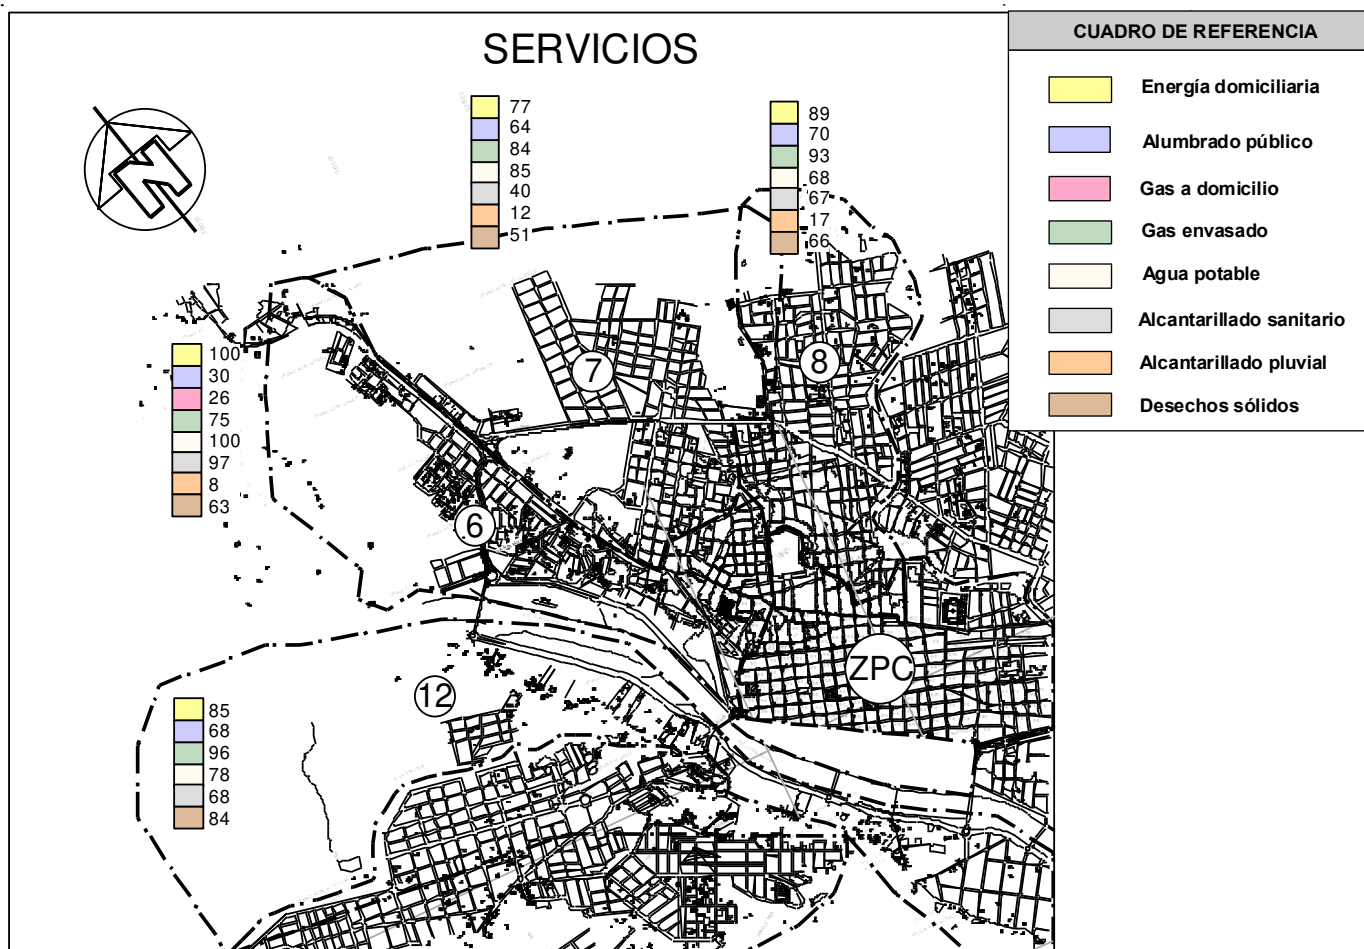 SERVICIOS
CUADRO DE REFERENCIA
Energía domiciliaria
Alumbrado público
Gas a domicilio
Gas envasado
Agua potable
Alcantarillado sanitario
Alcantarillado pluvial
Desechos sólidos
N
77
64
84
85
40
12
51
89
70
93
68
67
17
66
100
30
26
75
100
97
8
63
7
8
6
ZPC
12
85
68
96
78
68
84